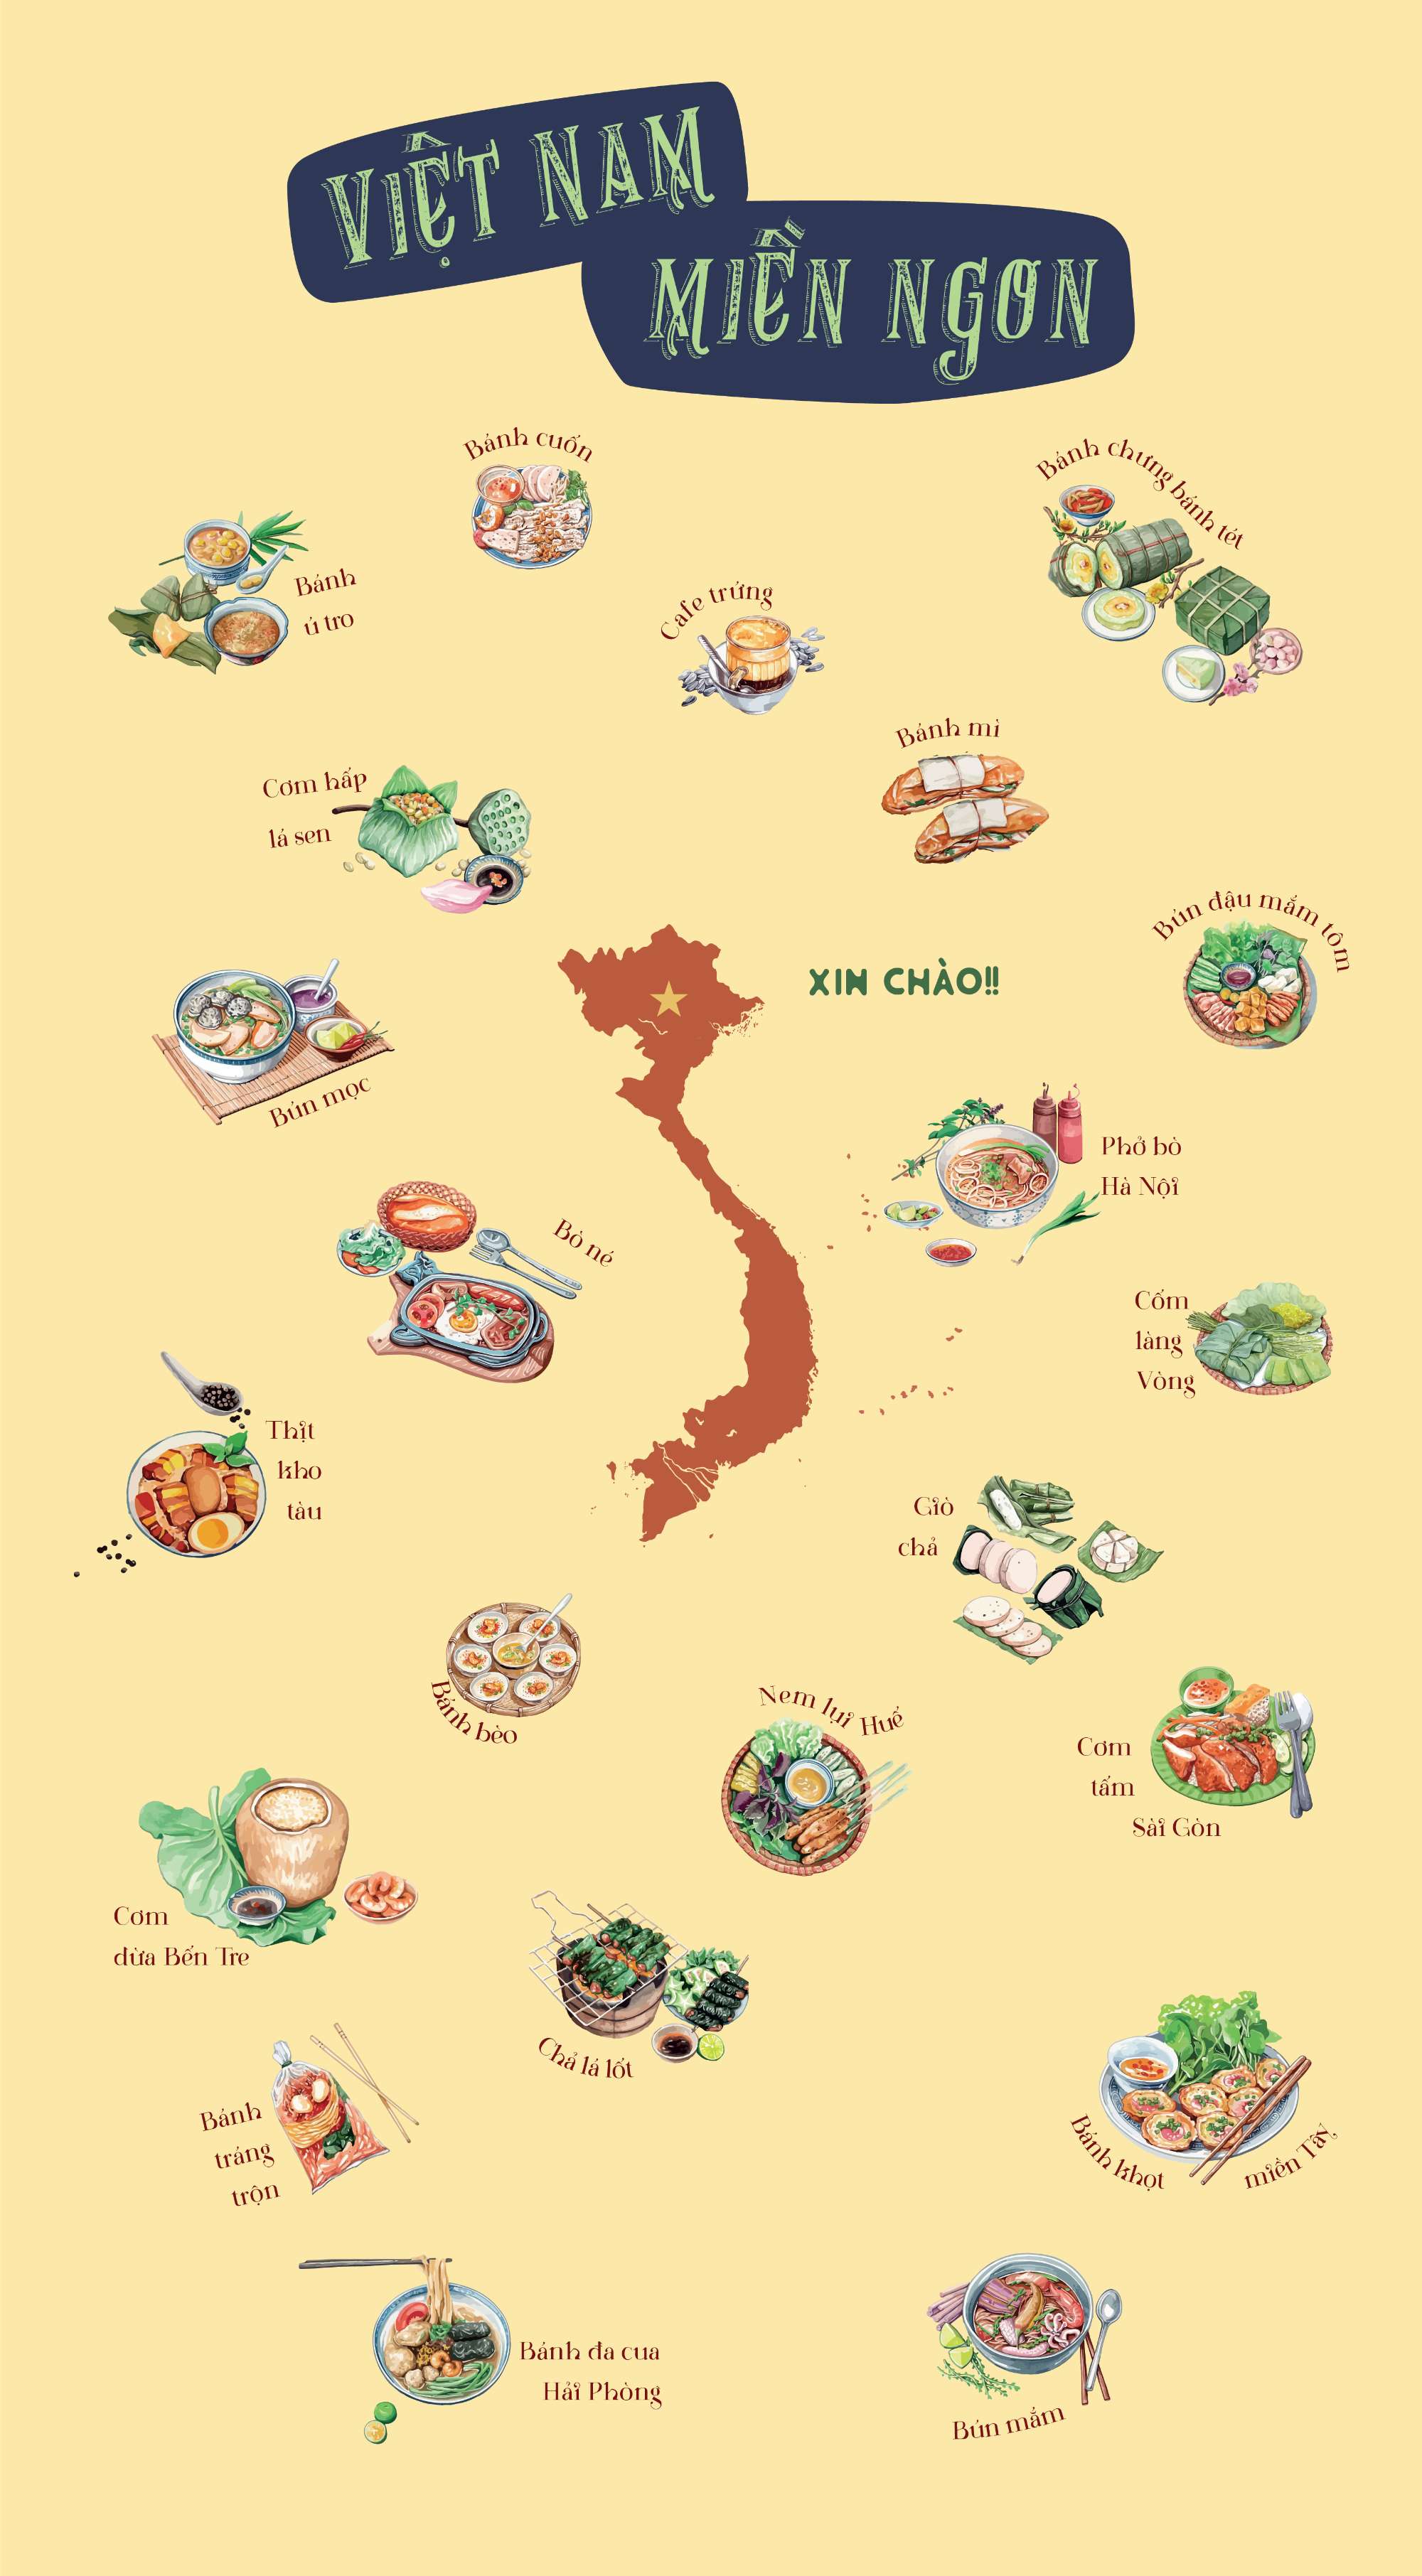 VIỆT NAM
MIỀN NGON
Bánh cuốn
Bánh chưng bánh tét
Bánh
ú tro
Cafe trứng
Bánh mì
Cơm hấp
lá sen
Bún đậu mắm tôm
XIN CHÀO!!
Bún mọc
Phở bò
Hà Nội
Bò né
Cốm
làng
Vòng
Thịt
kho
tàu
Giò
chả
Bánh bèo
Nem lụi Huế
Cơm
tấm
Sài Gòn
Cơm
dừa Bến Tre
Chả lá lốt
Bánh
tráng
trộn
Bánh khọt miền Tây
Bánh đa cua
Hải Phòng
Bún mắm